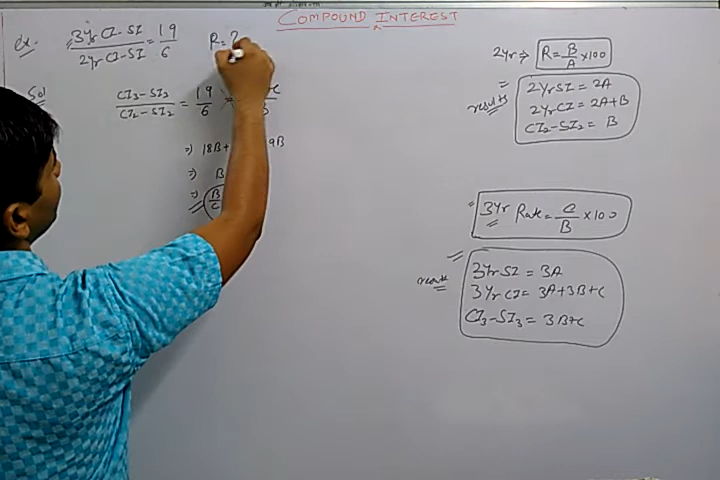 COMPOUND INTEREST
Ex. 3Yr CI-SI / 2Yr CI-SI = 19/6 R=?
Sol CI3-SI3 / CI2-SI2 = 19/6 =
=) 18B+ 9B
=) B
=) B/C
2yr => R = B/A × 100
results
2Yr SI = 2A
2Yr CI = 2A+B
CI2-SI2 = B
3Yr Rate = C/B × 100
3Yr SI = 3A
3Yr CI = 3A+3B+C
CI3-SI3 = 3B+C